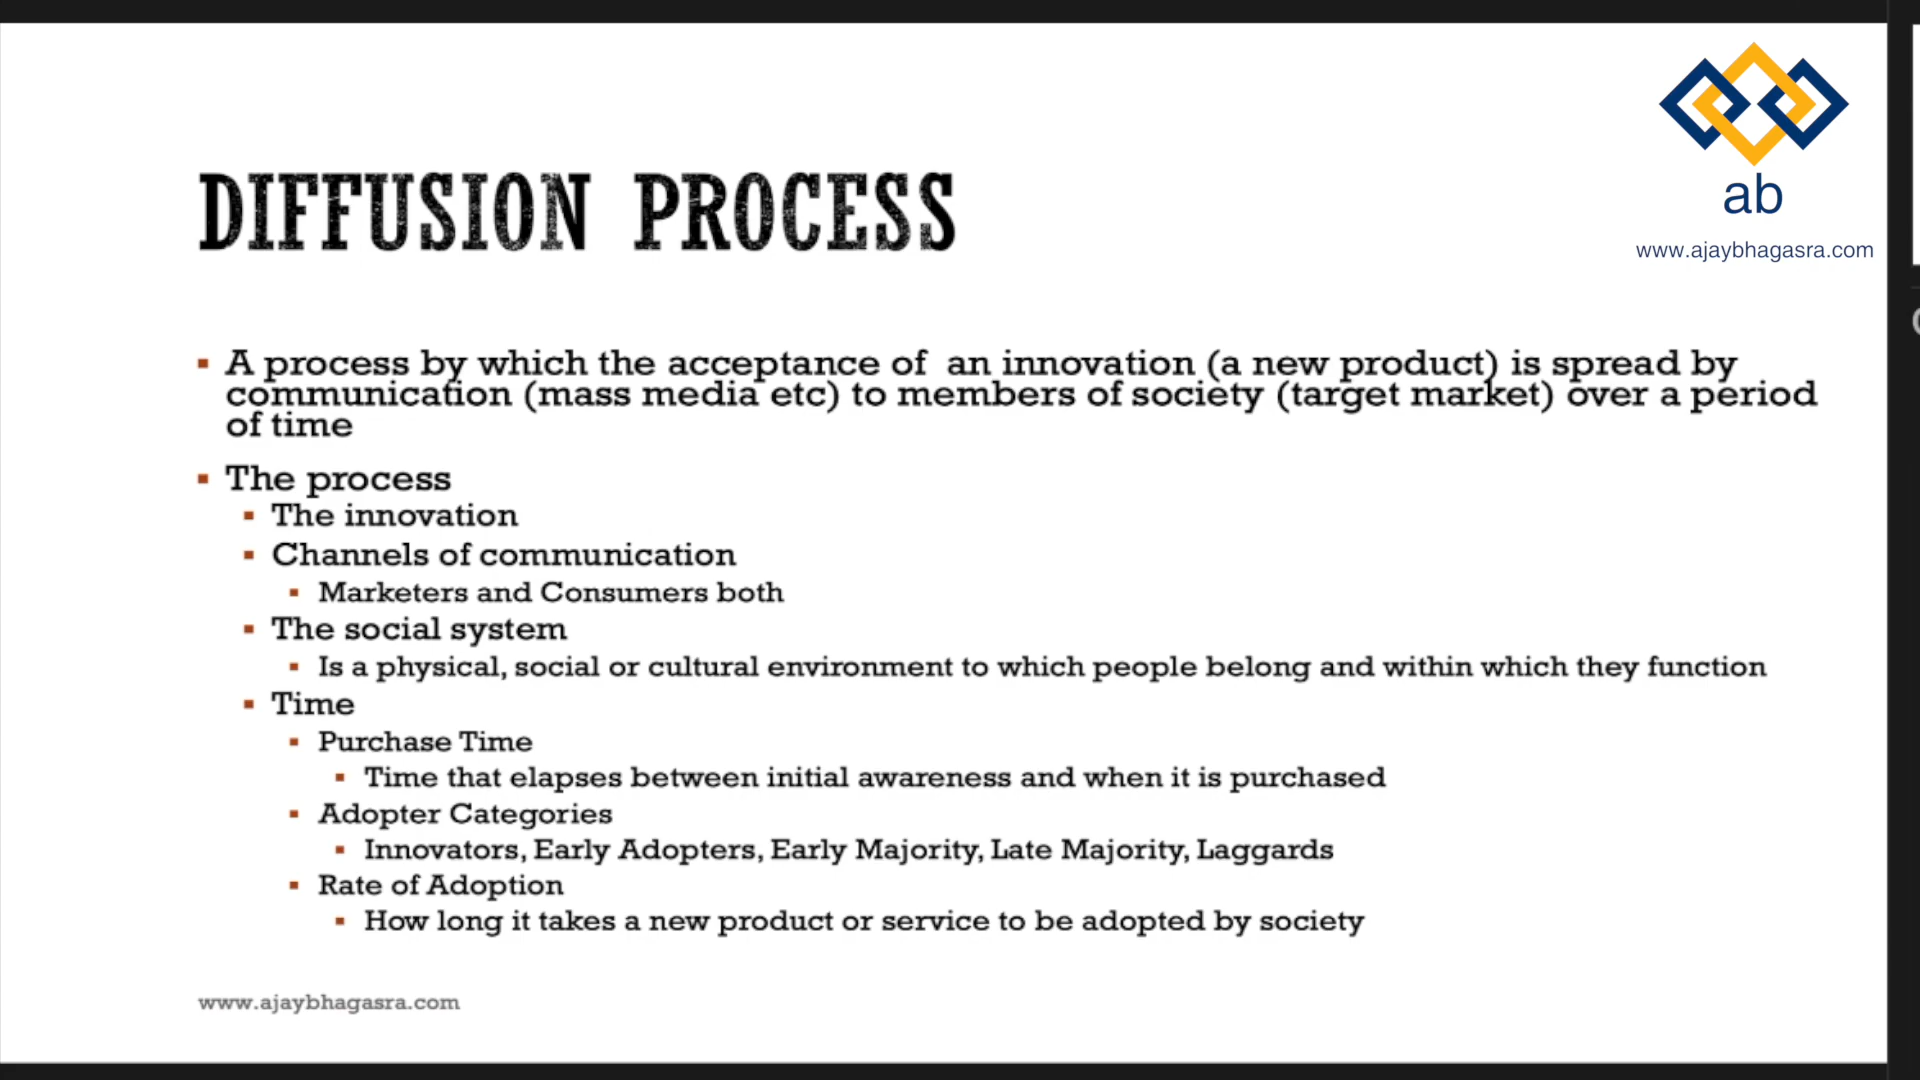 ab
www.ajaybhagasra.com
DIFFUSION PROCESS
A process by which the acceptance of an innovation (a new product) is spread by
communication (mass media etc) to members of society (target market) over a period
of time
The process
The innovation
Channels of communication
Marketers and Consumers both
The social system
Is a physical, social or cultural environment to which people belong and within which they function
Time
Purchase Time
Time that elapses between initial awareness and when it is purchased
Adopter Categories
Innovators, Early Adopters, Early Majority, Late Majority, Laggards
Rate of Adoption
How long it takes a new product or service to be adopted by society
www.ajaybhagasra.com